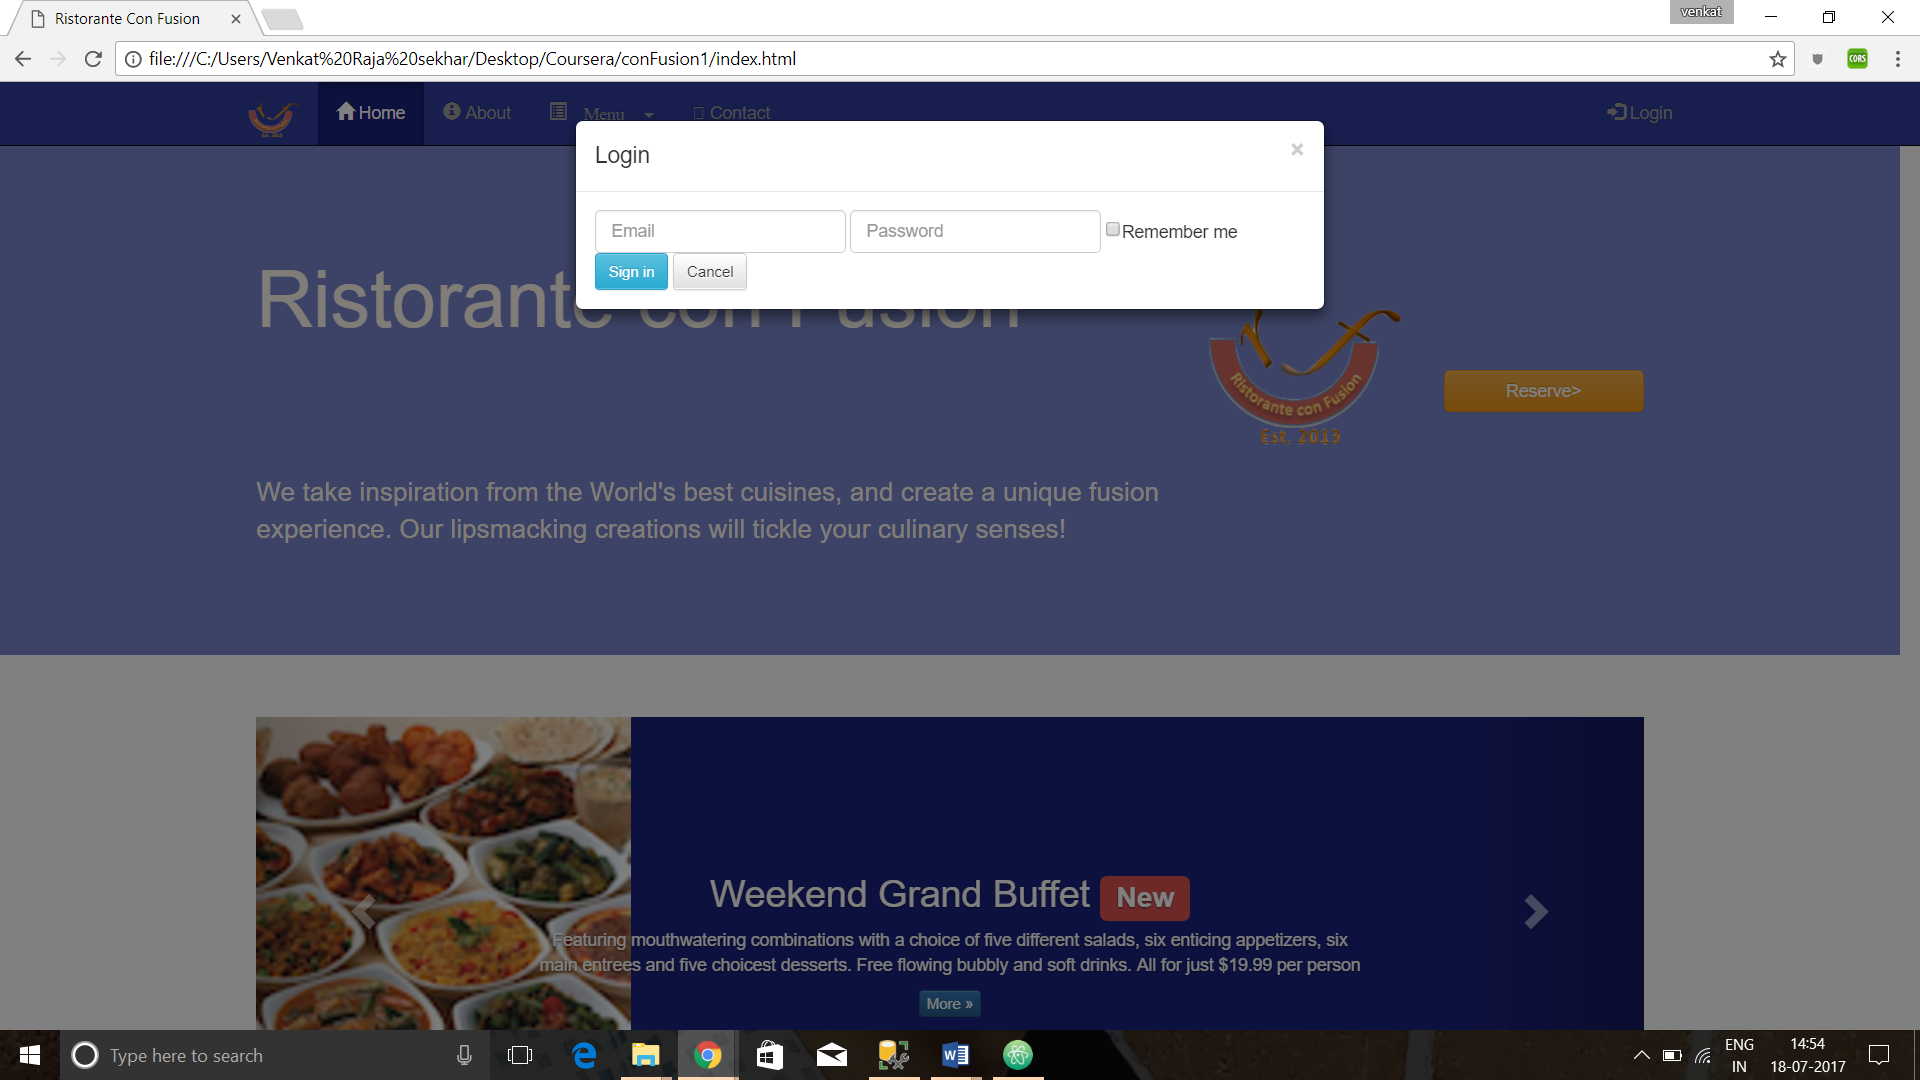 Ristorante Con Fusion
venkat
file:///C:/Users/Venkat%20Raja%20sekhar/Desktop/Coursera/conFusion1/index.html
CORS
Home About Menu Contact Login
Login ×
Email Password Remember me
Sign in Cancel
Ristorante con Fusion
Ristorante con Fusion
Est. 2013
Reserve>
We take inspiration from the World's best cuisines, and create a unique fusion
experience. Our lipsmacking creations will tickle your culinary senses!
Weekend Grand Buffet New
Featuring mouthwatering combinations with a choice of five different salads, six enticing appetizers, six
main entrees and five choicest desserts. Free flowing bubbly and soft drinks. All for just $19.99 per person
More »
Type here to search
ENG
IN
14:54
18-07-2017